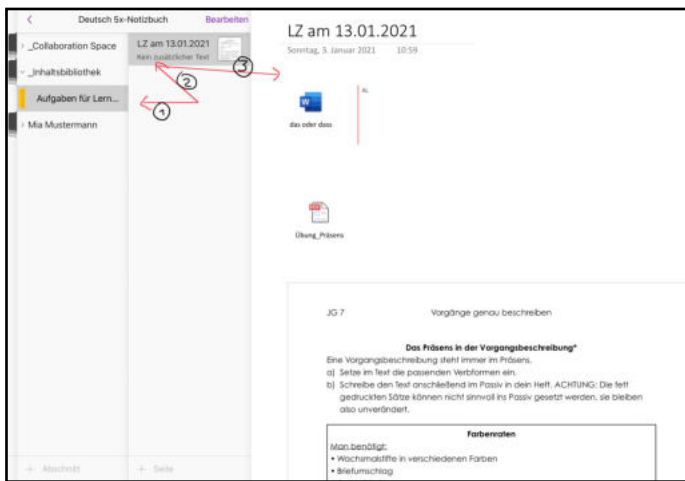 Deutsch 5x-Notizbuch
Bearbeiten
_Collaboration Space
_Inhaltsbibliothek
Aufgaben für Lern...
Mia Mustermann
+ Abschnitt
LZ am 13.01.2021
Kein zusätzlicher Text
+ Seite
1
2
3
LZ am 13.01.2021
Sonntag, 3. Januar 2021 10:59
das oder dass
Übung_Präsens
JG 7 Vorgänge genau beschreiben
Das Präsens in der Vorgangsbeschreibung*
Eine Vorgangsbeschreibung steht immer im Präsens.
a) Setze im Text die passenden Verbformen ein.
b) Schreibe den Text anschließend im Passiv in dein Heft. ACHTUNG: Die fett
gedruckten Sätze können nicht sinnvoll ins Passiv gesetzt werden, sie bleiben
also unverändert.
Farbenraten
Man benötigt:
• Wachsmalstifte in verschiedenen Farben
• Briefumschlag